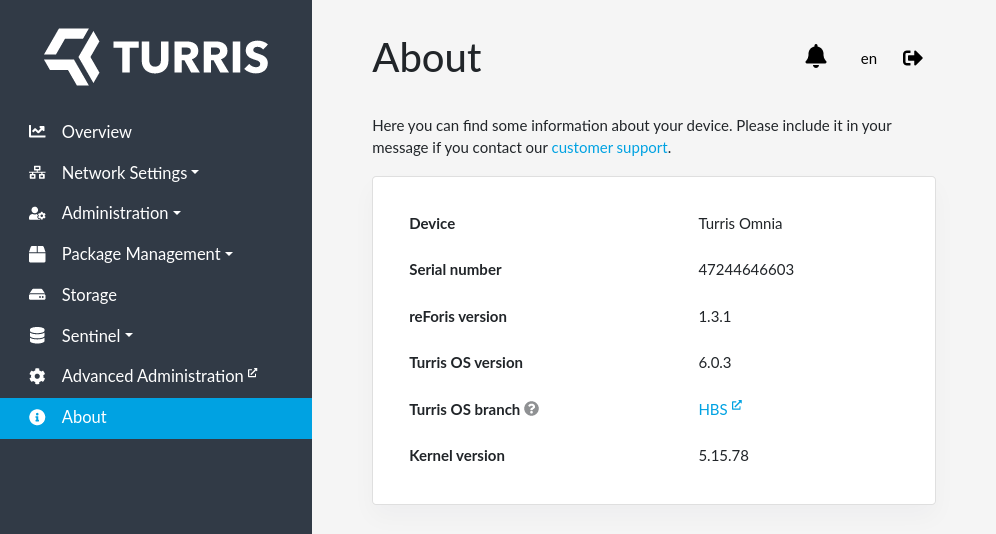 TURRIS
Overview
Network Settings
Administration
Package Management
Storage
Sentinel
Advanced Administration
About
About
en
Here you can find some information about your device. Please include it in your
message if you contact our customer support.
Device Turris Omnia
Serial number 47244646603
reForis version 1.3.1
Turris OS version 6.0.3
Turris OS branch HBS
Kernel version 5.15.78